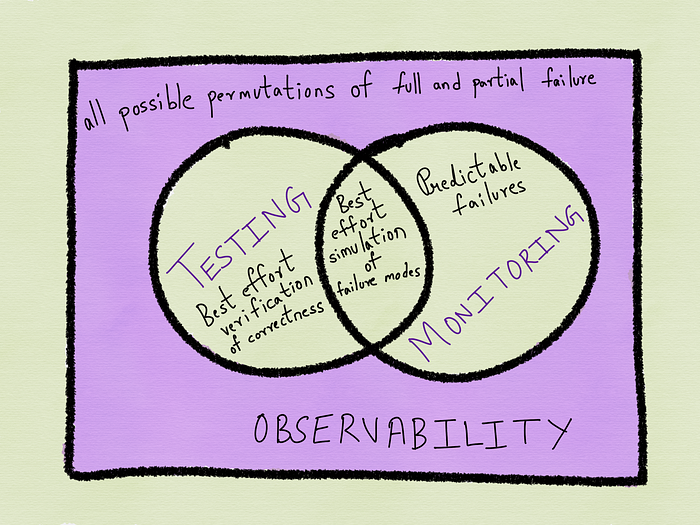 all possible permutations of full and partial failure
TESTING
Best effort
verification
of correctness
Best
effort
simulation
of
failure modes
Predictable
failures
MONITORING
OBSERVABILITY